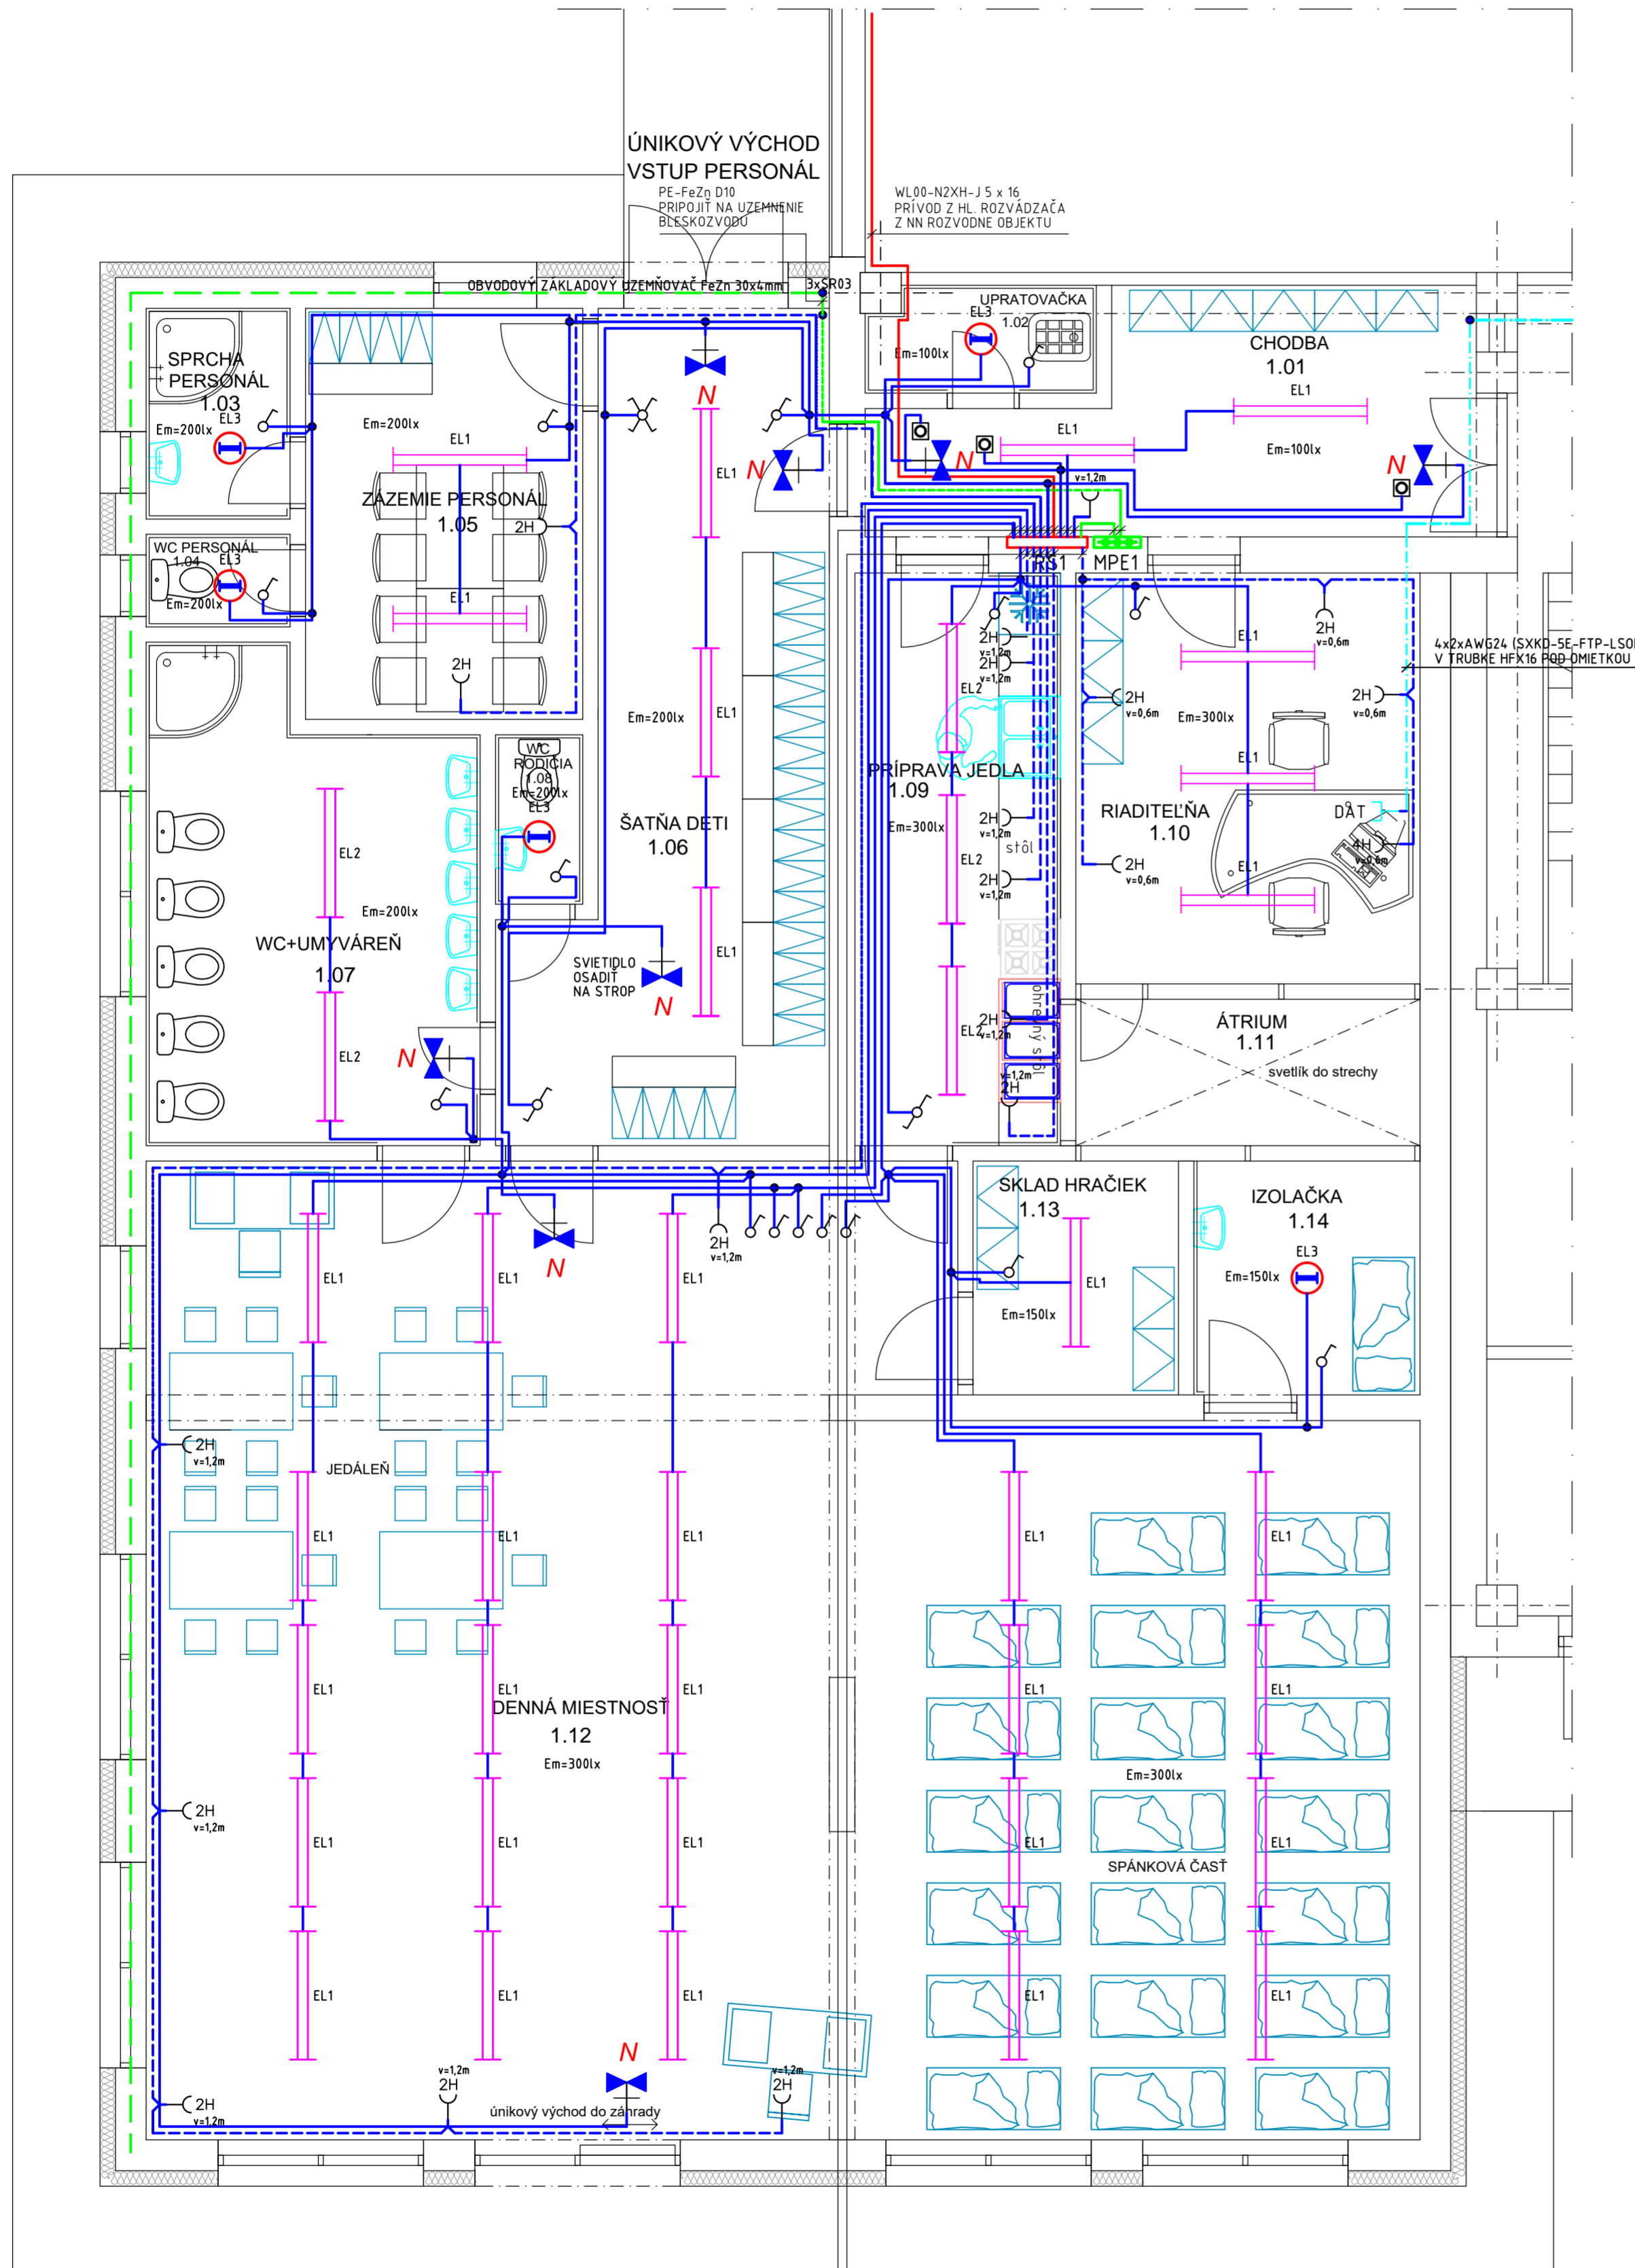 ÚNIKOVÝ VÝCHOD
VSTUP PERSONÁL
PE-FeZn D10
PRIPOJIŤ NA UZEMNENIE
BLESKOZVODU
WL00-N2XH-J 5 x 16
PRÍVOD Z HL. ROZVÁDZAČA
Z NN ROZVODNE OBJEKTU
OBVODOVÝ ZÁKLADOVÝ UZEMŇOVAČ FeZn 30x4mm
3xSR03
UPRATOVAČKA
EL3
1.02
Em=100lx
CHODBA
1.01
EL1
EL1
Em=100lx
N
N
v=1,2m
SPRCHA
PERSONÁL
1.03
EL3
Em=200lx
Em=200lx
EL1
ZÁZEMIE PERSONÁL
1.05
2H
EL1
2H
WC PERSONÁL
1.04
EL3
Em=200lx
N
N
EL1
Em=200lx
EL1
ŠATŇA DETI
1.06
EL1
SVIETIDLO
OSADIŤ
NA STROP
N
WC
RODIČIA
1.08
Em=200lx
EL3
EL2
Em=200lx
WC+UMYVÁREŇ
1.07
EL2
N
RS1
MPE1
2H
v=1,2m
2H
v=1,2m
EL2
PRÍPRAVA JEDLA
1.09
Em=300lx
2H
v=1,2m
stôl
EL2
2H
v=1,2m
2H
EL2
v=1,2m
ohrevný stôl
v=1,2m
2H
EL1
2H
v=0,6m
4x2xAWG24 (SXKD-5E-FTP-LSOH
V TRUBKE HFX16 POD OMIETKOU
2H
v=0,6m
Em=300lx
2H
v=0,6m
EL1
RIADITEĽŇA
1.10
DAT
4H
v=0,6m
2H
v=0,6m
EL1
ÁTRIUM
1.11
svetlík do strechy
SKLAD HRAČIEK
1.13
EL1
Em=150lx
IZOLAČKA
1.14
EL3
Em=150lx
2H
v=1,2m
N
EL1
EL1
EL1
2H
v=1,2m
JEDÁLEŇ
EL1
EL1
EL1
EL1
EL1
EL1
EL1
EL1
EL1
EL1
DENNÁ MIESTNOSŤ
1.12
Em=300lx
Em=300lx
2H
v=1,2m
EL1
EL1
EL1
EL1
EL1
SPÁNKOVÁ ČASŤ
EL1
EL1
EL1
EL1
EL1
N
v=1,2m
2H
v=1,2m
2H
2H
v=1,2m
únikový východ do záhrady